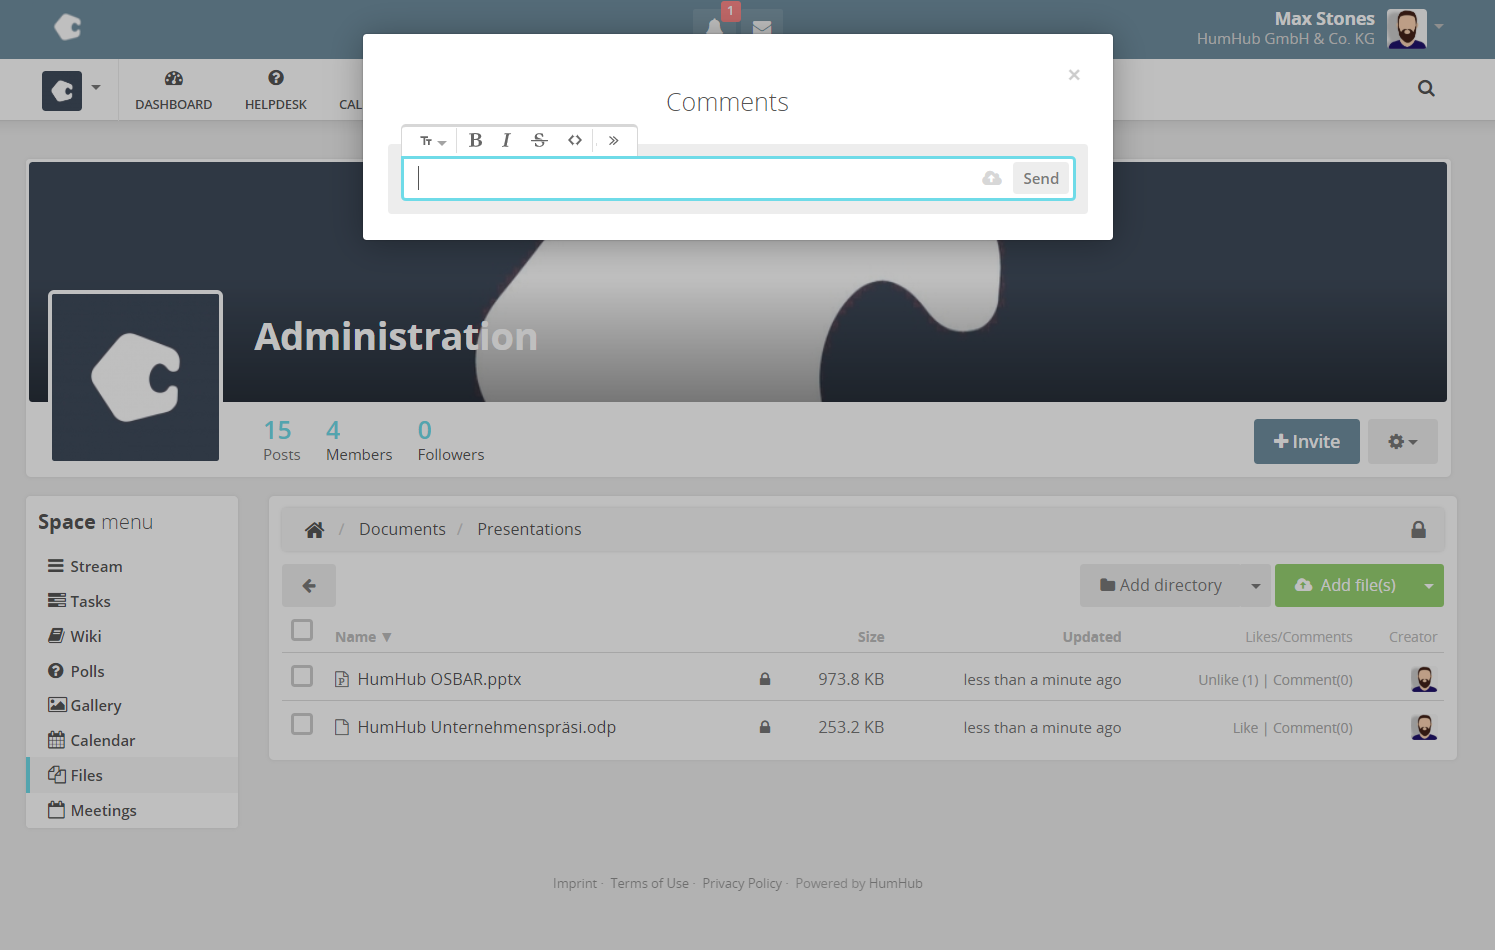 1
Max Stones
HumHub GmbH & Co. KG
DASHBOARD
HELPDESK
CAL
×
Comments
B I S <> »
Send
Administration
15
Posts
4
Members
0
Followers
Invite
Space menu
Stream
Tasks
Wiki
Polls
Gallery
Calendar
Files
Meetings
/ Documents / Presentations
Add directory
Add file(s)
Name ▼ Size Updated Likes/Comments Creator
HumHub OSBAR.pptx 973.8 KB less than a minute ago Unlike (1) | Comment(0)
HumHub Unternehmenspräsi.odp 253.2 KB less than a minute ago Like | Comment(0)
Imprint · Terms of Use · Privacy Policy · Powered by HumHub